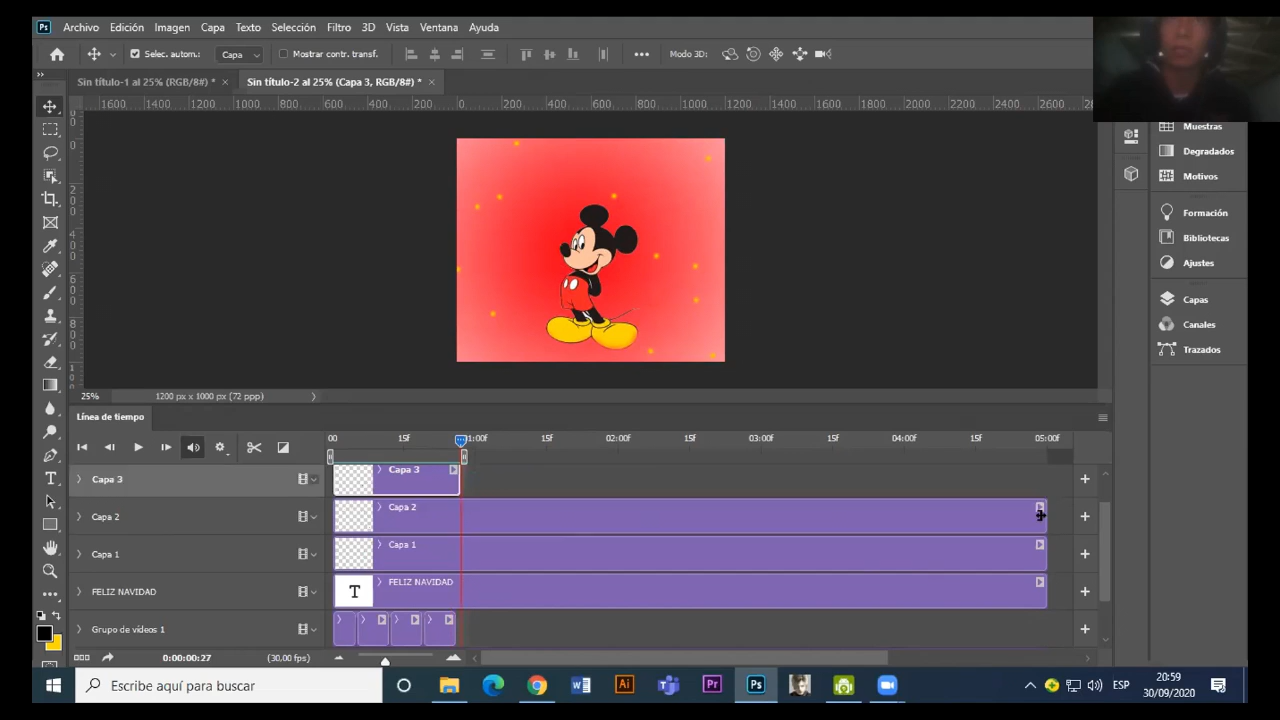 Ps Archivo Edición Imagen Capa Texto Selección Filtro 3D Vista Ventana Ayuda
Selec. autom.: Capa Mostrar contr. transf. ••• Modo 3D:
Sin título-1 al 25% (RGB/8#) * × Sin título-2 al 25% (Capa 3, RGB/8#) * ×
1600 1400 1200 1000 800 600 400 200 0 200 400 600 800 1000 1200 1400 1600 1800 2000 2200 2400 2600
Muestras
Degradados
Motivos
Formación
Bibliotecas
Ajustes
Capas
Canales
Trazados
25% 1200 px x 1000 px (72 ppp)
Línea de tiempo
00 15f 01:00f 15f 02:00f 15f 03:00f 15f 04:00f 15f 05:00f
Capa 3 Capa 3
Capa 2 Capa 2
Capa 1 Capa 1
FELIZ NAVIDAD T FELIZ NAVIDAD
Grupo de vídeos 1
0:00:00:27 (30,00 fps)
Escribe aquí para buscar
W Ai Pr Ps
ESP
20:59
30/09/2020